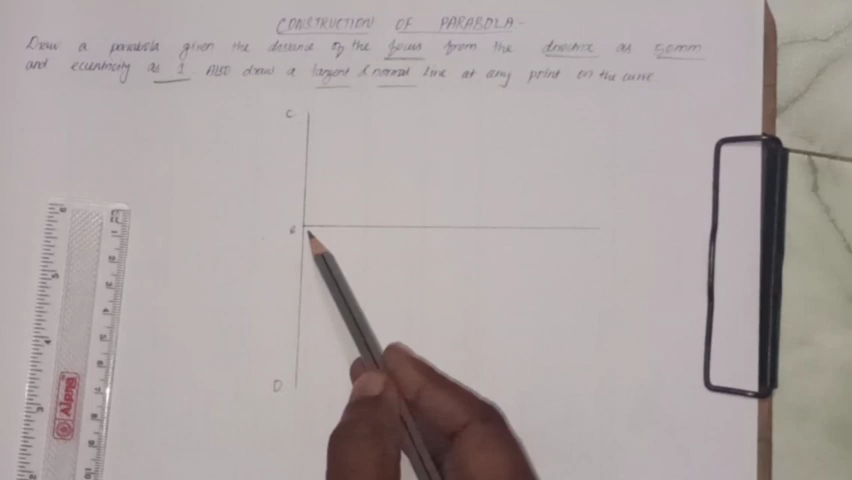 CONSTRUCTION OF PARABOLA-
Draw a parabola given the distance of the focus from the directrix as 50mm
and eccentricity as 1. Also draw a tangent & normal line at any point on the curve
C
D
Alpha